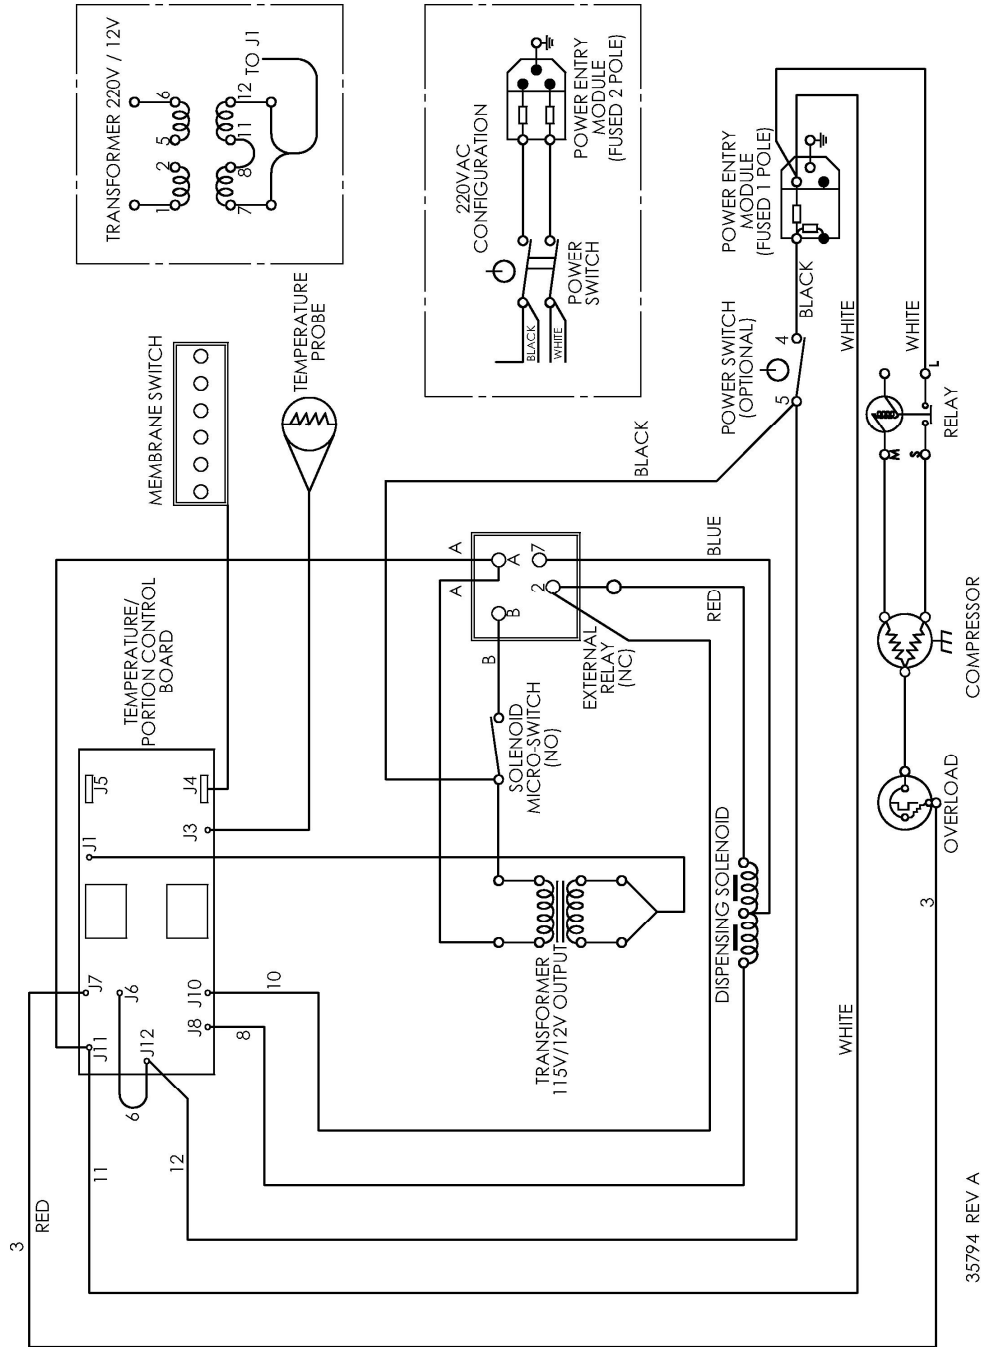 TRANSFORMER 220V / 12V
6
5
2
1
12 TO J1
11
8
7
220VAC
CONFIGURATION
POWER ENTRY
MODULE
(FUSED 2 POLE)
POWER
SWITCH
BLACK
WHITE
MEMBRANE SWITCH
TEMPERATURE
PROBE
TEMPERATURE/
PORTION CONTROL
BOARD
J5
J4
J1
J3
J7
J6
J11
J12
J10
J8
6
10
8
3
RED
11
12
A
A
A
7
2
B
B
EXTERNAL
RELAY
(NC)
SOLENOID
MICRO-SWITCH
(NO)
TRANSFORMER
115V/12V OUTPUT
DISPENSING SOLENOID
BLACK
BLUE
RED
POWER SWITCH
(OPTIONAL)
4
5
BLACK
POWER ENTRY
MODULE
(FUSED 1 POLE)
WHITE
WHITE
WHITE
L
M
S
RELAY
COMPRESSOR
OVERLOAD
3
35794 REV A